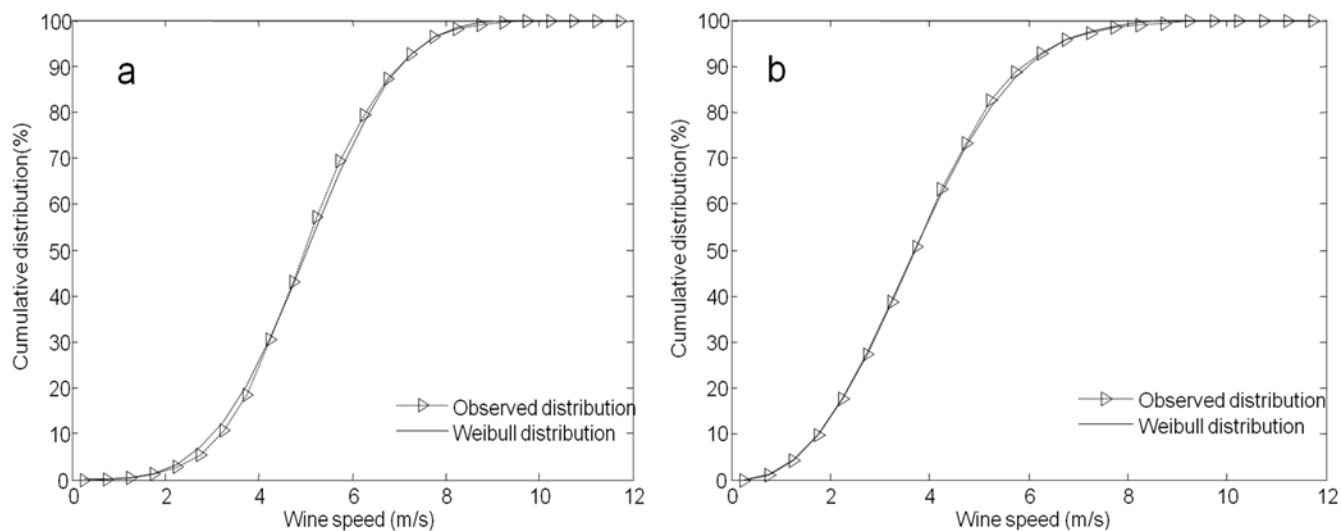 a
Cumulative distribution(%)
100
90
80
70
60
50
40
30
20
10
0
0 2 4 6 8 10 12
Wine speed (m/s)
Observed distribution
Weibull distribution
b
Cumulative distribution(%)
100
90
80
70
60
50
40
30
20
10
0
0 2 4 6 8 10 12
Wine speed (m/s)
Observed distribution
Weibull distribution